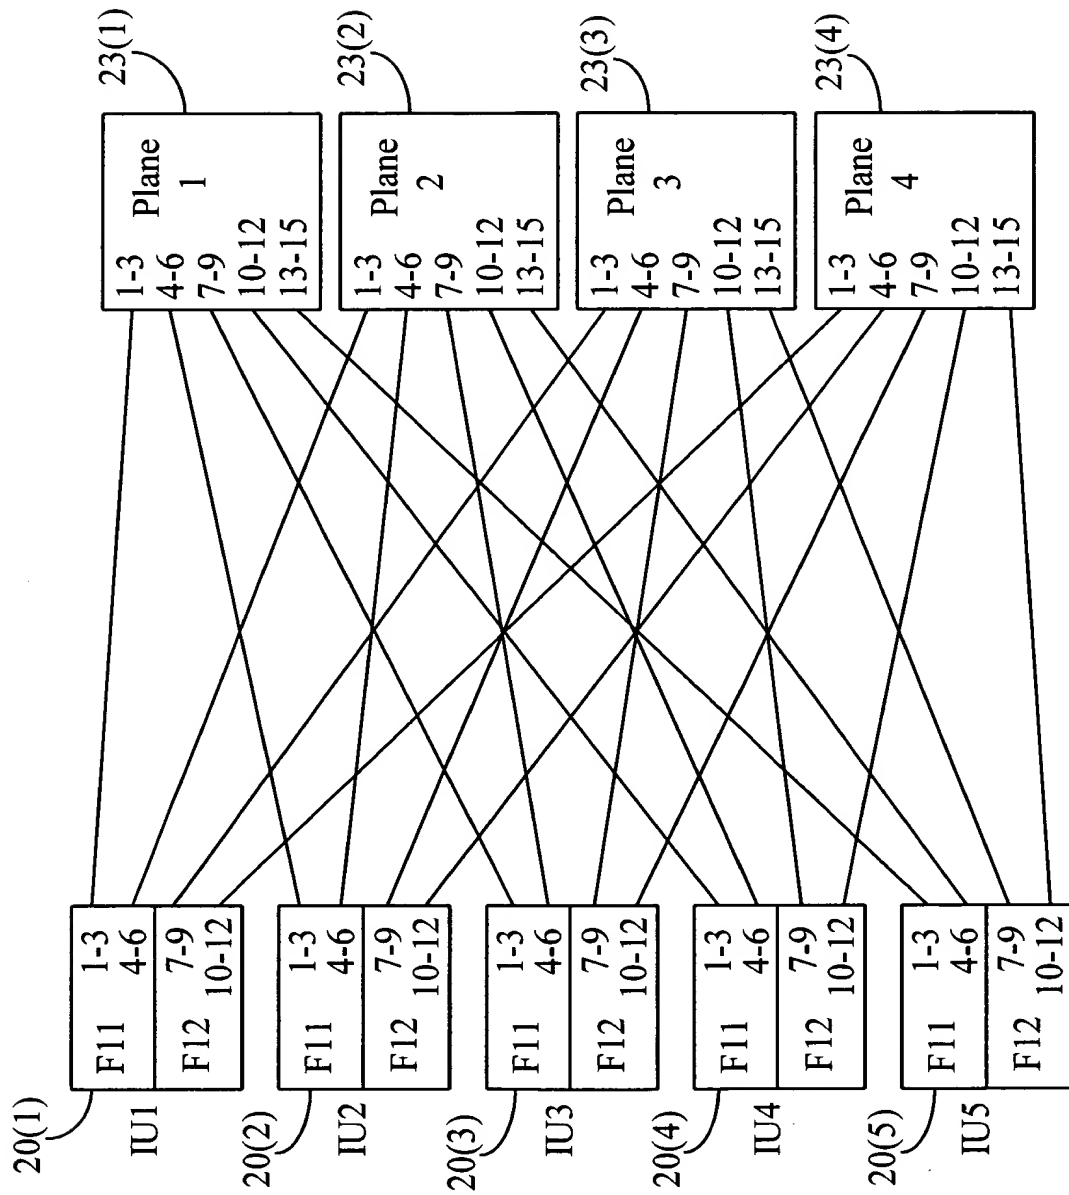 20(1)
IU1
F11
1-3
4-6
F12
7-9
10-12
20(2)
IU2
F11
1-3
4-6
F12
7-9
10-12
20(3)
IU3
F11
1-3
4-6
F12
7-9
10-12
20(4)
IU4
F11
1-3
4-6
F12
7-9
10-12
20(5)
IU5
F11
1-3
4-6
F12
7-9
10-12
23(1)
Plane
1
1-3
4-6
7-9
10-12
13-15
23(2)
Plane
2
1-3
4-6
7-9
10-12
13-15
23(3)
Plane
3
1-3
4-6
7-9
10-12
13-15
23(4)
Plane
4
1-3
4-6
7-9
10-12
13-15